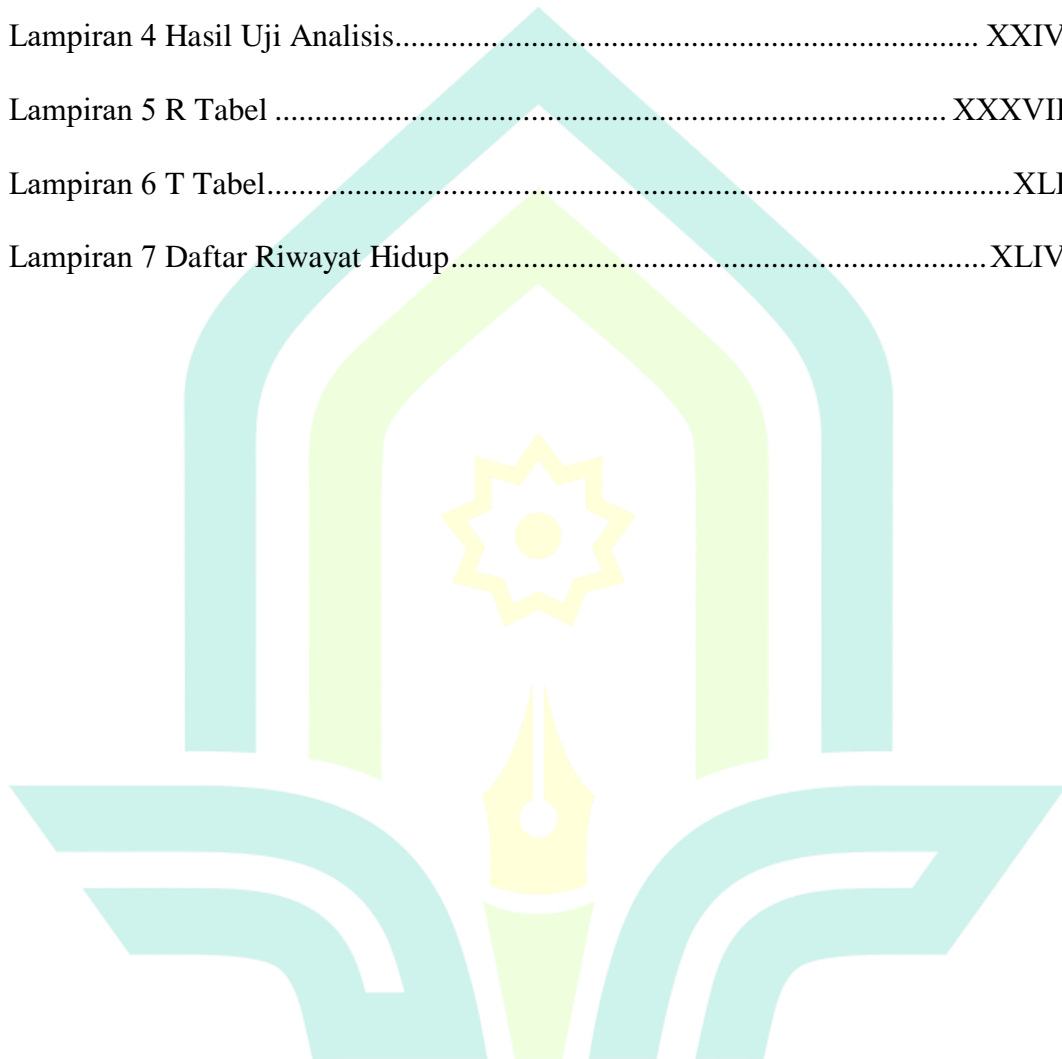 Lampiran 4 Hasil Uji Analisis................................................................................ XXIV
Lampiran 5 R Tabel ............................................................................................ XXXVII
Lampiran 6 T Tabel......................................................................................................XLI
Lampiran 7 Daftar Riwayat Hidup..........................................................................XLIV